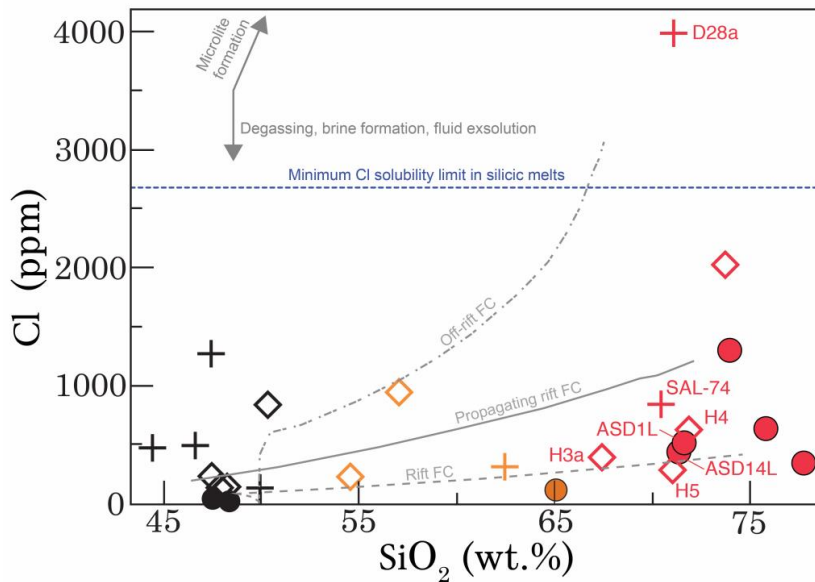 4000
D28a
Microlite
formation
Degassing, brine formation, fluid exsolution
3000
Minimum Cl solubility limit in silicic melts
Cl (ppm)
2000
Off-rift FC
1000
Propagating rift FC
SAL-74
ASD1L
H4
H3a
ASD14L
Rift FC
H5
0
45
55
65
75
SiO₂ (wt.%)